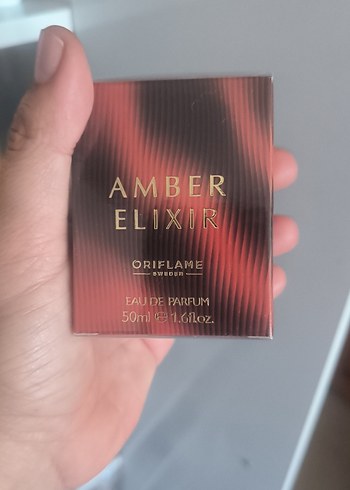 AMBER
ELIXIR
ORIFLAME
SWEDEN
EAU DE PARFUM
50ml ℮ 1.6fl.oz.